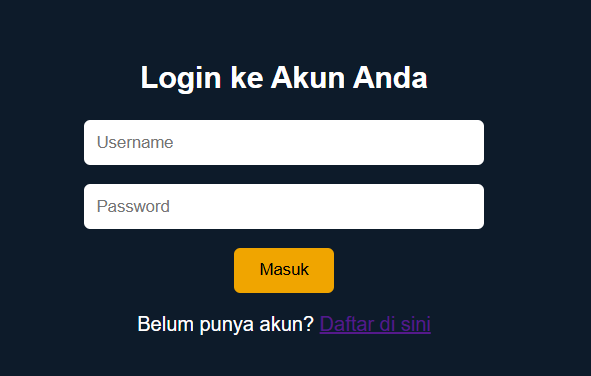 Login ke Akun Anda
Username
Password
Masuk
Belum punya akun? Daftar di sini